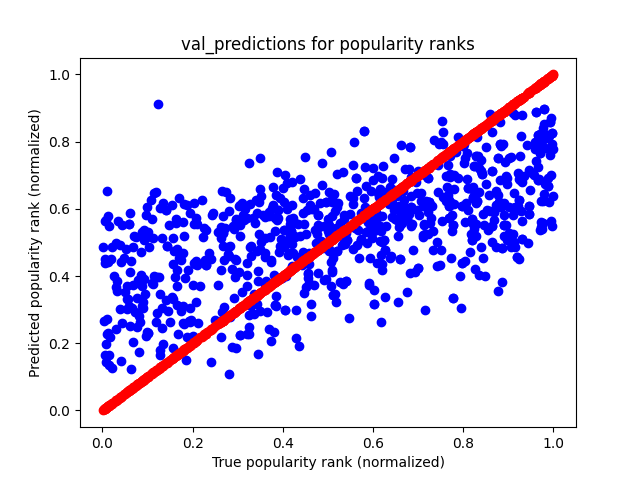 val_predictions for popularity ranks
Predicted popularity rank (normalized)
1.0
0.8
0.6
0.4
0.2
0.0
0.0 0.2 0.4 0.6 0.8 1.0
True popularity rank (normalized)